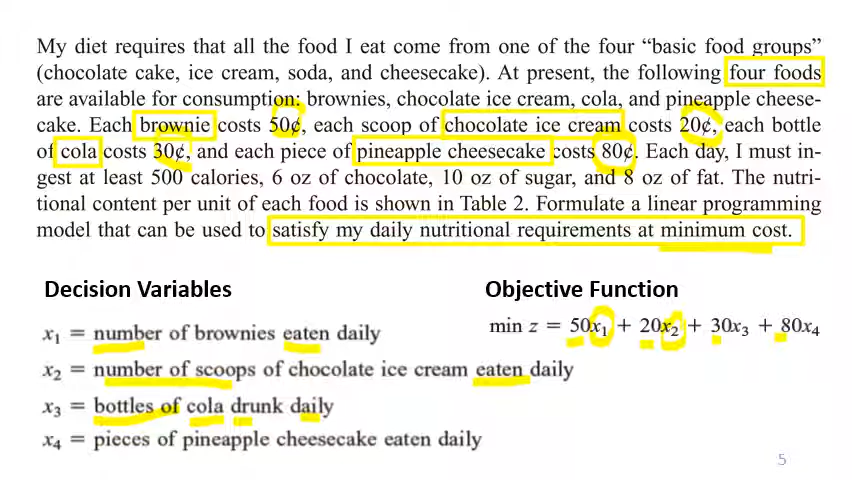 My diet requires that all the food I eat come from one of the four “basic food groups”
(chocolate cake, ice cream, soda, and cheesecake). At present, the following four foods
are available for consumption: brownies, chocolate ice cream, cola, and pineapple cheese-
cake. Each brownie costs 50¢, each scoop of chocolate ice cream costs 20¢, each bottle
of cola costs 30¢, and each piece of pineapple cheesecake costs 80¢. Each day, I must in-
gest at least 500 calories, 6 oz of chocolate, 10 oz of sugar, and 8 oz of fat. The nutri-
tional content per unit of each food is shown in Table 2. Formulate a linear programming
model that can be used to satisfy my daily nutritional requirements at minimum cost.
Decision Variables
x₁ = number of brownies eaten daily
x₂ = number of scoops of chocolate ice cream eaten daily
x₃ = bottles of cola drunk daily
x₄ = pieces of pineapple cheesecake eaten daily
Objective Function
min z = 50x₁ + 20x₂ + 30x₃ + 80x₄
5